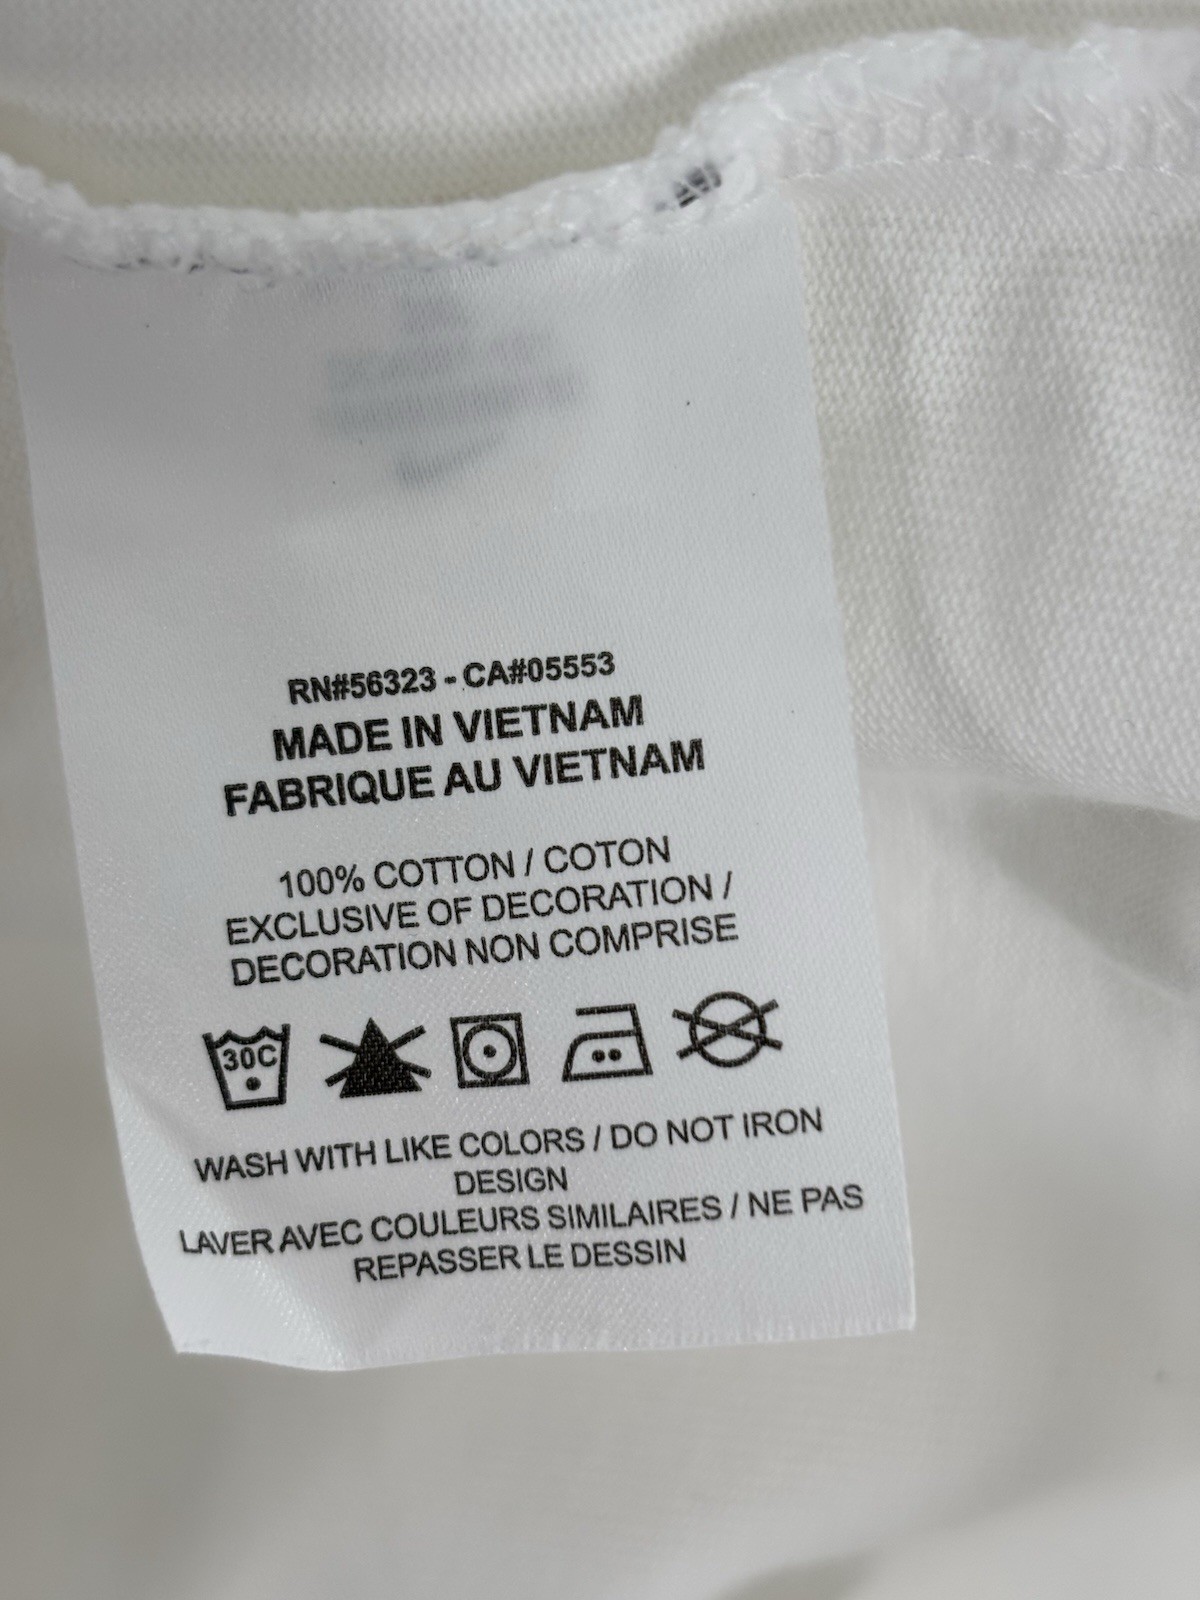 RN#56323 - CA#05553
MADE IN VIETNAM
FABRIQUE AU VIETNAM
100% COTTON / COTON
EXCLUSIVE OF DECORATION /
DECORATION NON COMPRISE
30C
WASH WITH LIKE COLORS / DO NOT IRON
DESIGN
LAVER AVEC COULEURS SIMILAIRES / NE PAS
REPASSER LE DESSIN